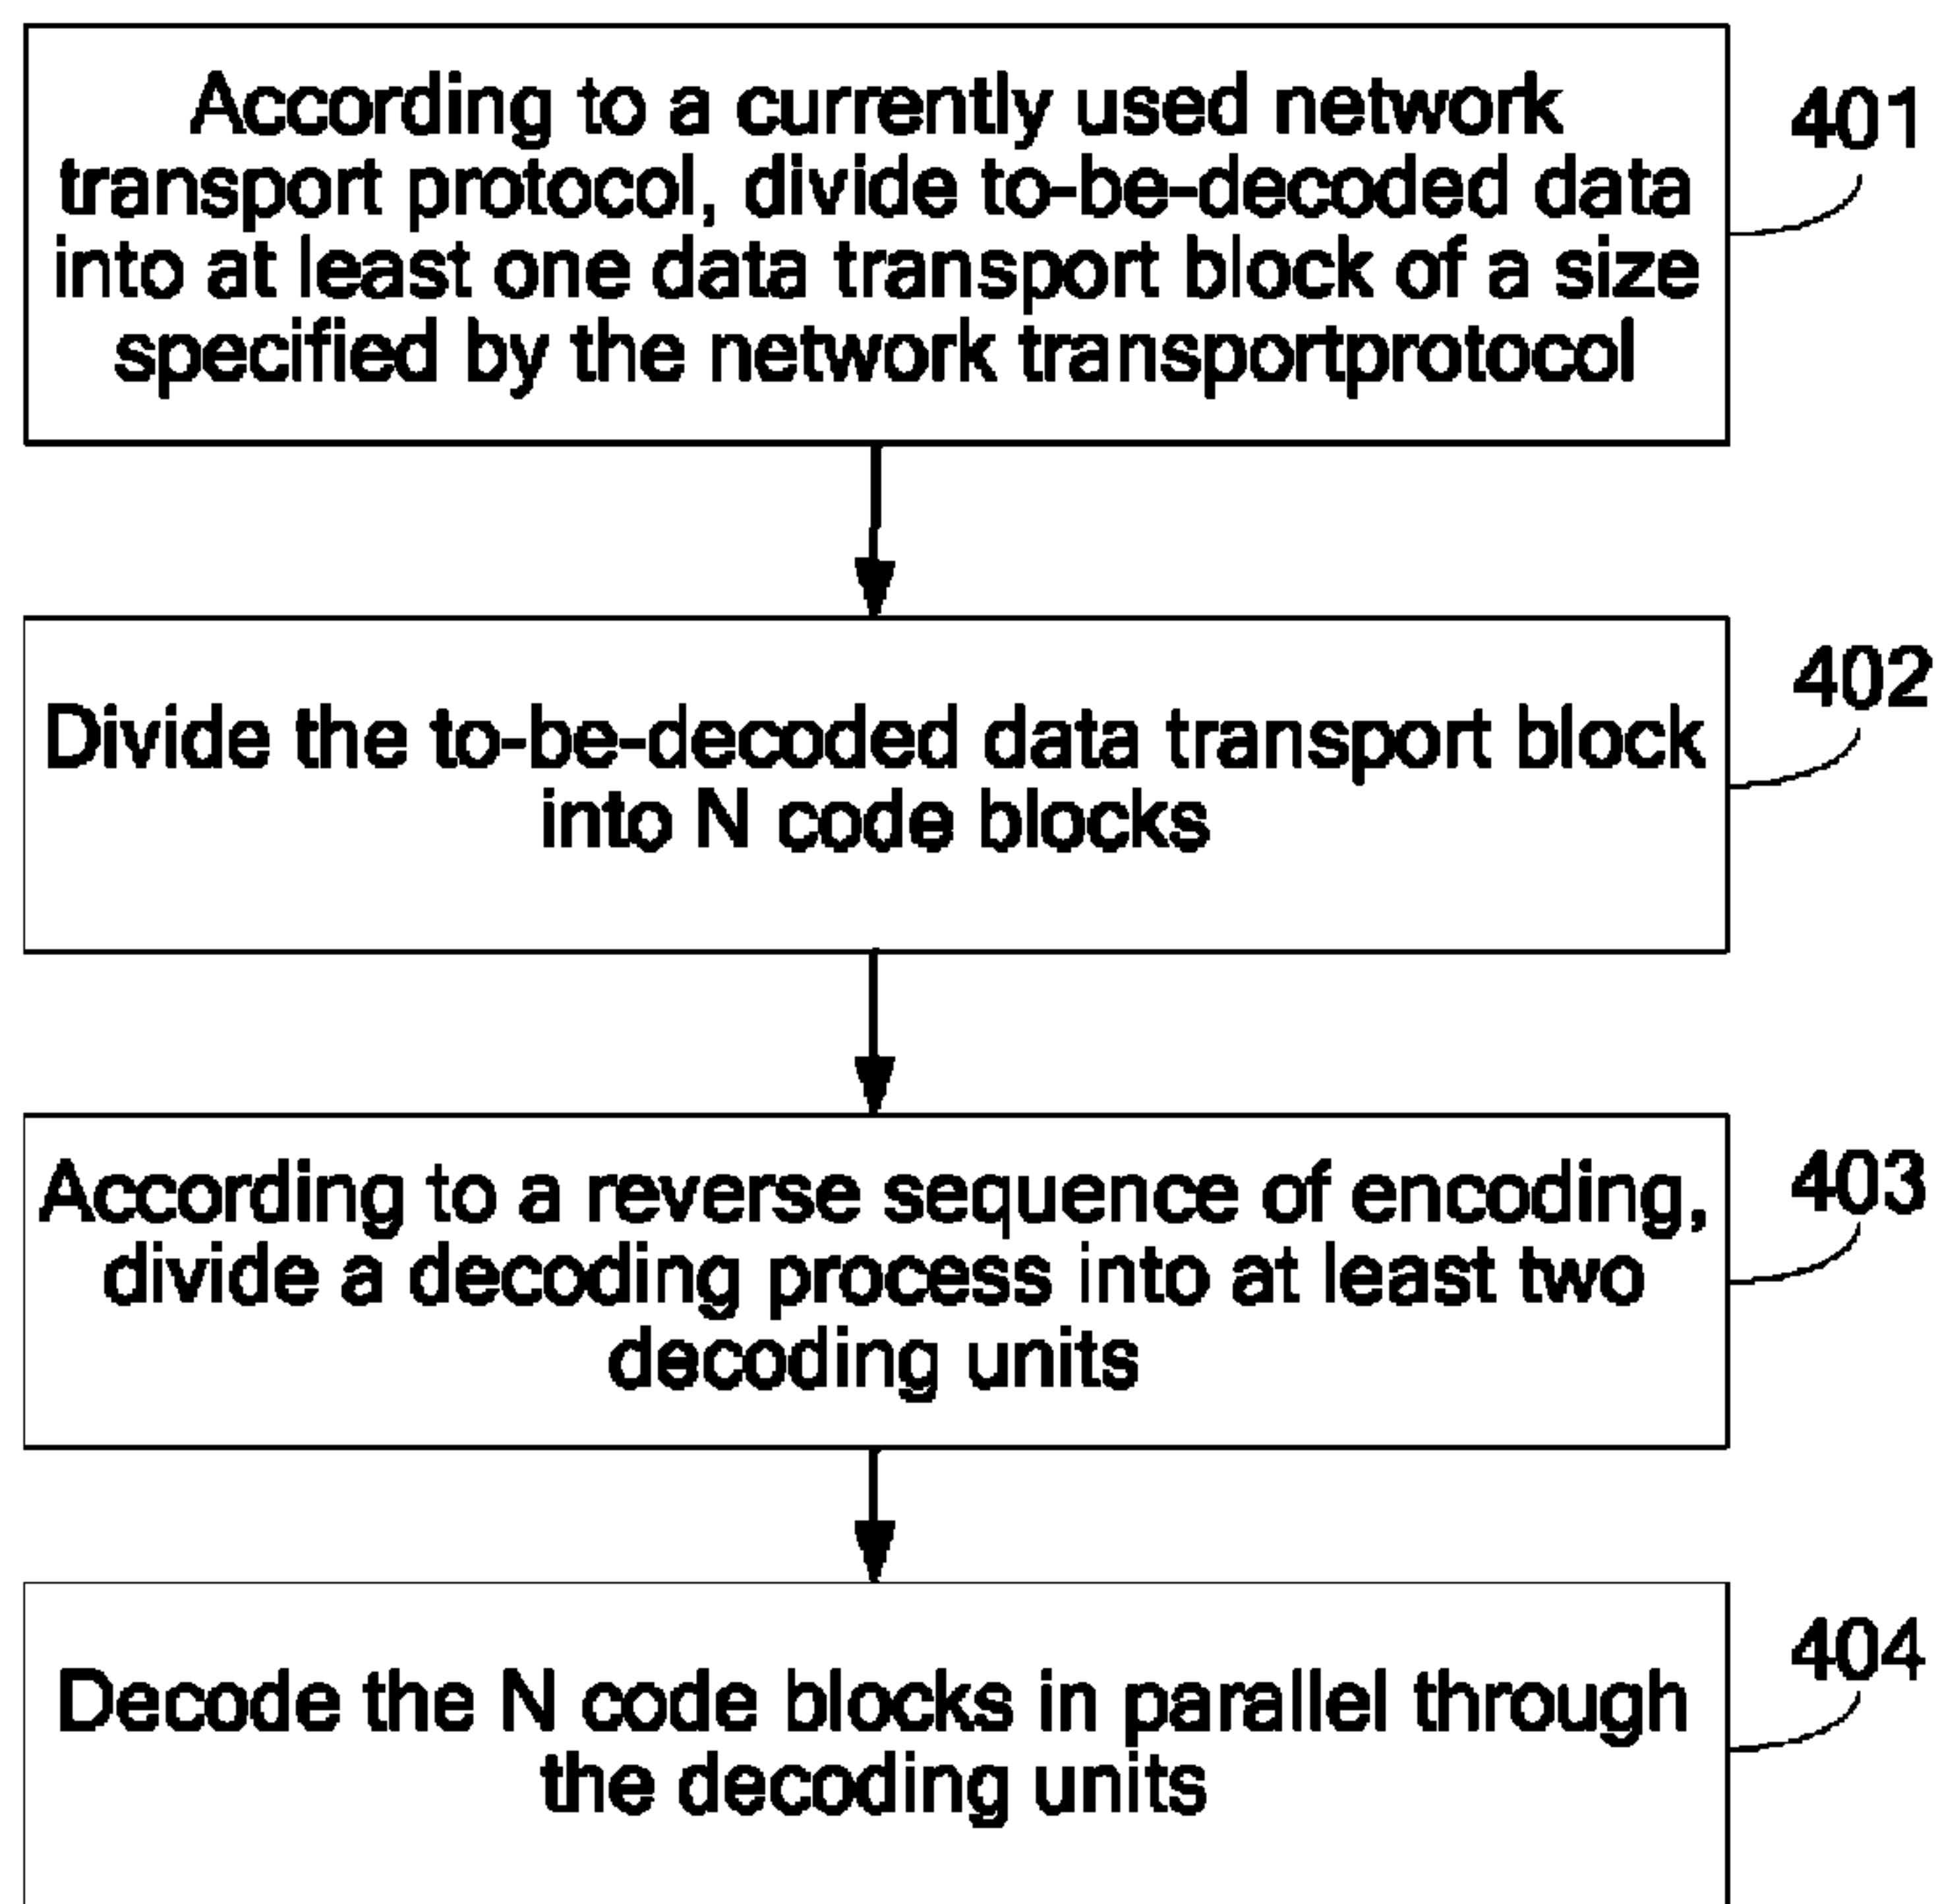 According to a currently used network
transport protocol, divide to-be-decoded data
into at least one data transport block of a size
specified by the network transportprotocol
401
Divide the to-be-decoded data transport block
into N code blocks
402
According to a reverse sequence of encoding,
divide a decoding process into at least two
decoding units
403
Decode the N code blocks in parallel through
the decoding units
404